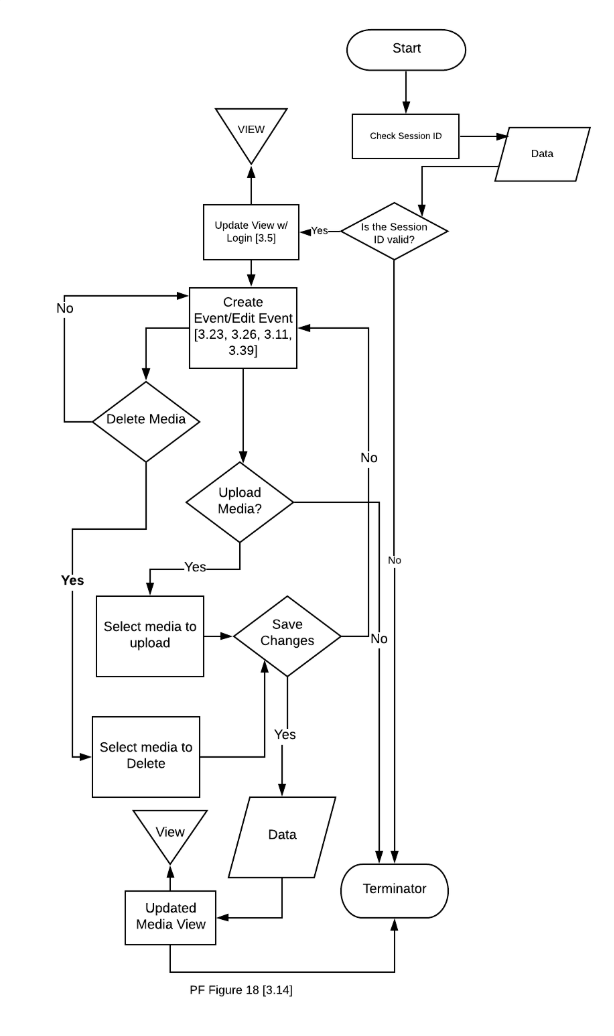 Start
Check Session ID
Data
VIEW
Update View w/
Login [3.5]
Yes
Is the Session
ID valid?
Create
Event/Edit Event
[3.23, 3.26, 3.11,
3.39]
No
Delete Media
No
Upload
Media?
No
Yes
Yes
Select media to
upload
Save
Changes
No
Yes
Select media to
Delete
View
Data
Updated
Media View
Terminator
PF Figure 18 [3.14]